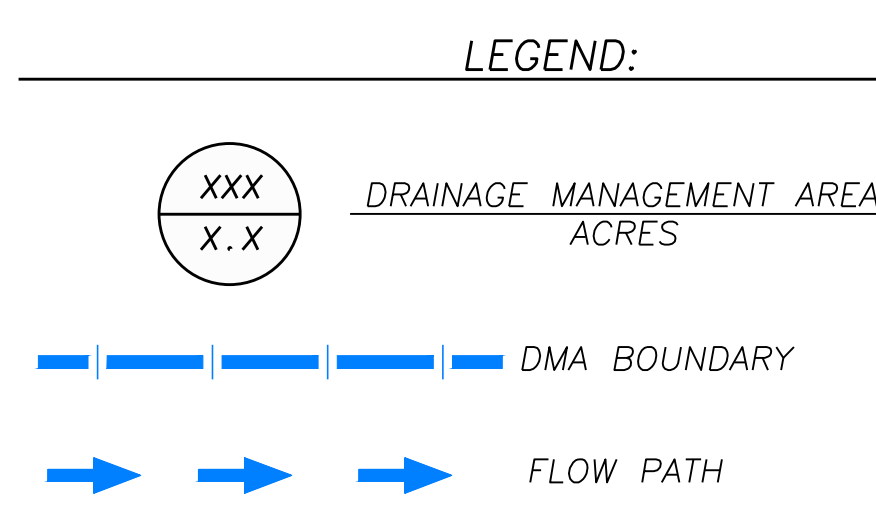 LEGEND:
XXX
X.X
DRAINAGE MANAGEMENT AREA
ACRES
DMA BOUNDARY
FLOW PATH